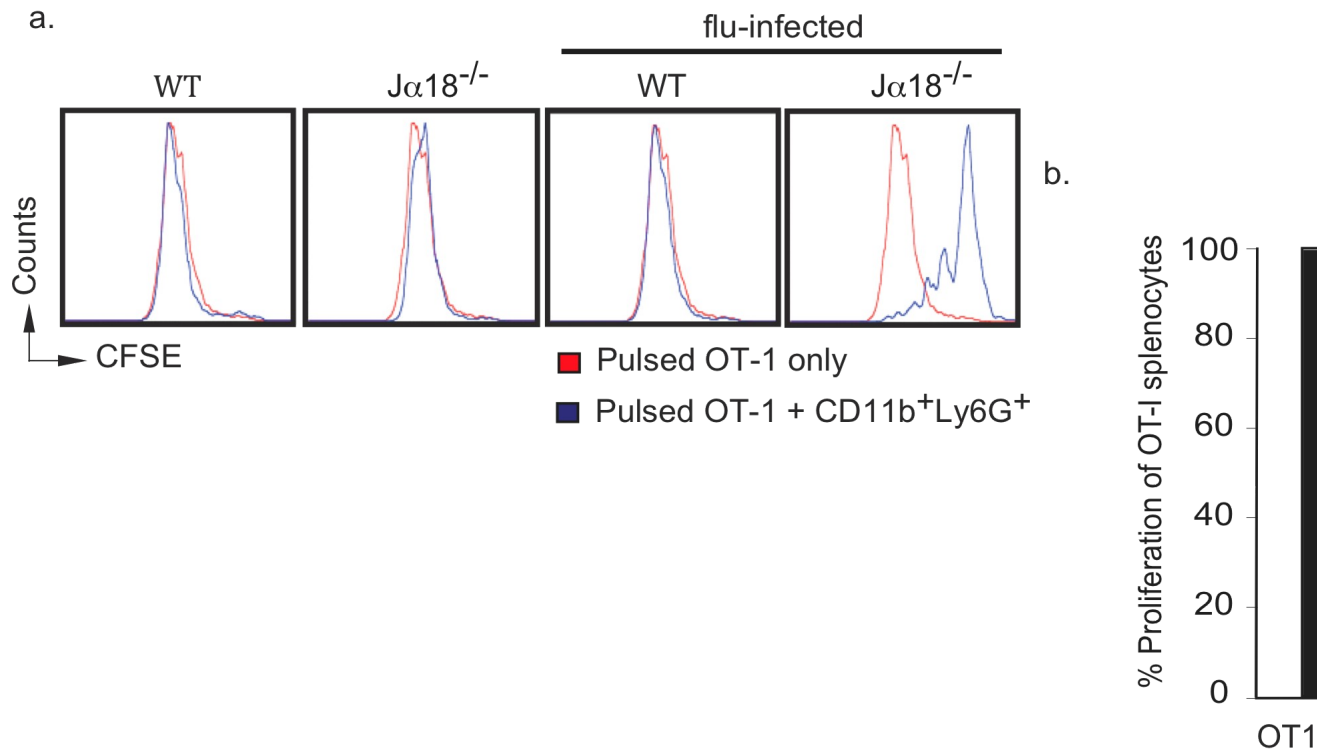 a.
flu-infected
WT
Jα18-/-
WT
Jα18-/-
b.
Counts
CFSE
Pulsed OT-1 only
Pulsed OT-1 + CD11b+Ly6G+
% Proliferation of OT-I splenocytes
100
80
60
40
20
0
OT1